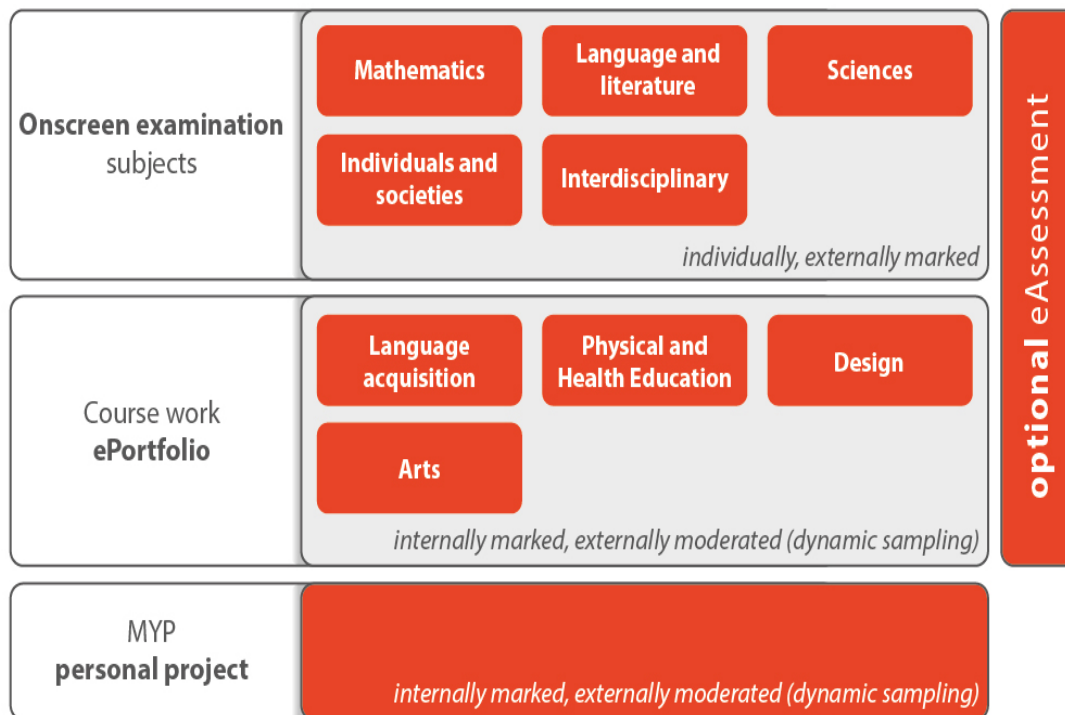 Onscreen examination
subjects
Mathematics
Language and
literature
Sciences
Individuals and
societies
Interdisciplinary
individually, externally marked
Course work
ePortfolio
Language
acquisition
Physical and
Health Education
Design
Arts
internally marked, externally moderated (dynamic sampling)
optional eAssessment
MYP
personal project
internally marked, externally moderated (dynamic sampling)